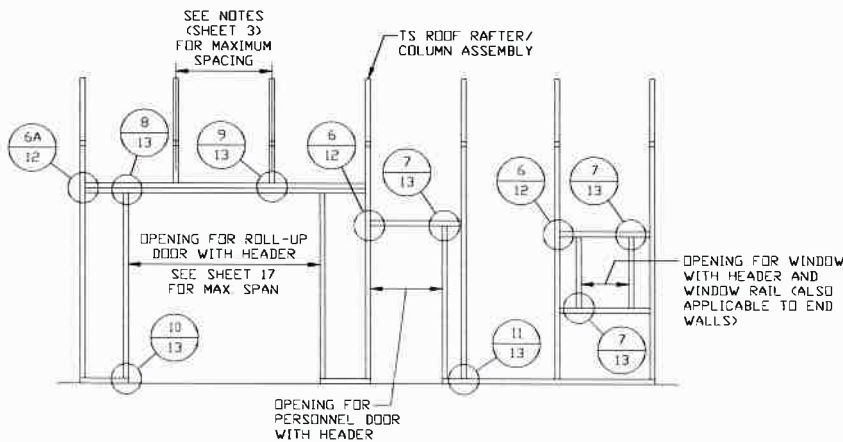 SEE NOTES
(SHEET 3)
FOR MAXIMUM
SPACING
TS ROOF RAFTER/
COLUMN ASSEMBLY
6A
12
8
13
9
13
6
12
7
13
6
12
7
13
OPENING FOR ROLL-UP
DOOR WITH HEADER
SEE SHEET 17
FOR MAX. SPAN
OPENING FOR WINDOW
WITH HEADER AND
WINDOW RAIL (ALSO
APPLICABLE TO END
WALLS)
10
13
11
13
7
13
OPENING FOR
PERSONNEL DOOR
WITH HEADER